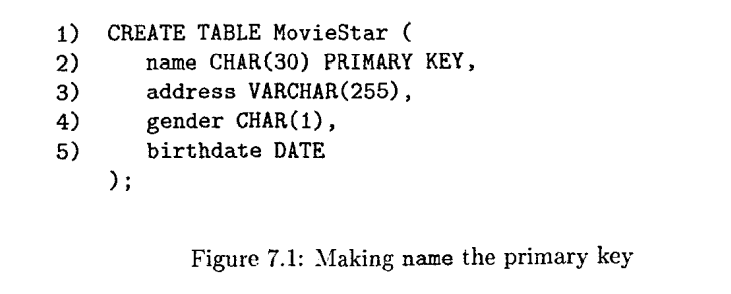 1) CREATE TABLE MovieStar (
2) name CHAR(30) PRIMARY KEY,
3) address VARCHAR(255),
4) gender CHAR(1),
5) birthdate DATE
);
Figure 7.1: Making name the primary key